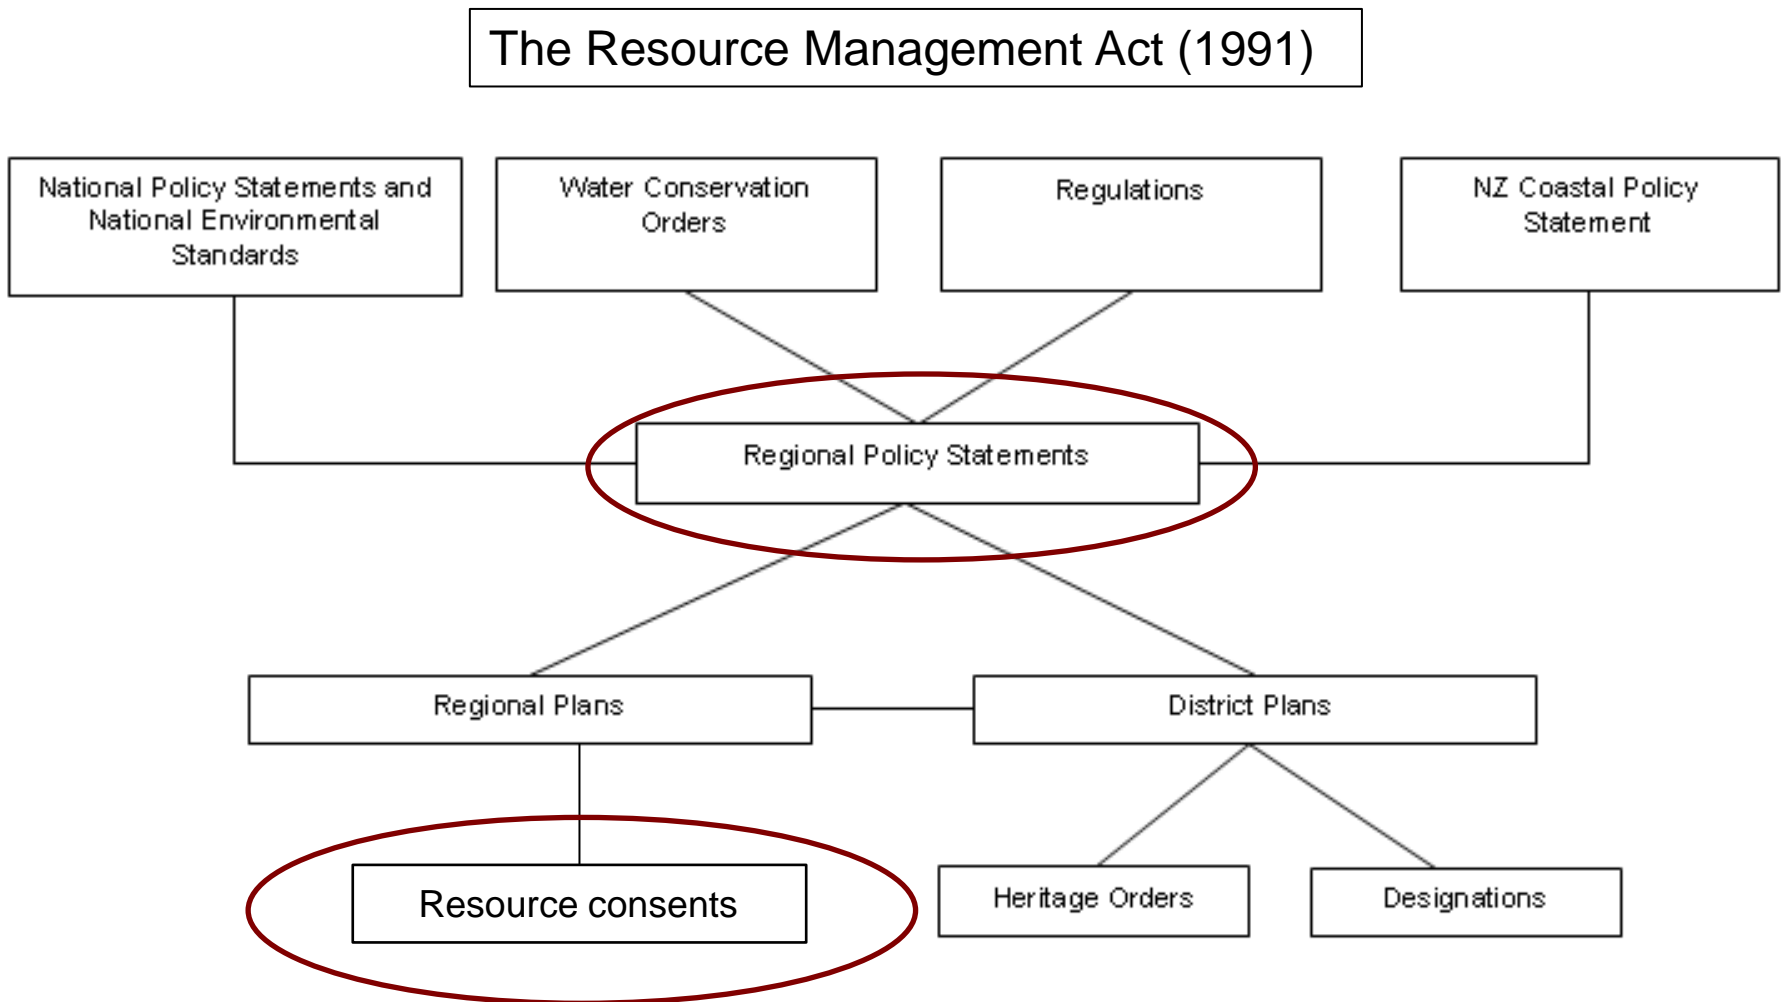 The Resource Management Act (1991)
National Policy Statements and
National Environmental
Standards
Water Conservation
Orders
Regulations
NZ Coastal Policy
Statement
Regional Policy Statements
Regional Plans
District Plans
Resource consents
Heritage Orders
Designations